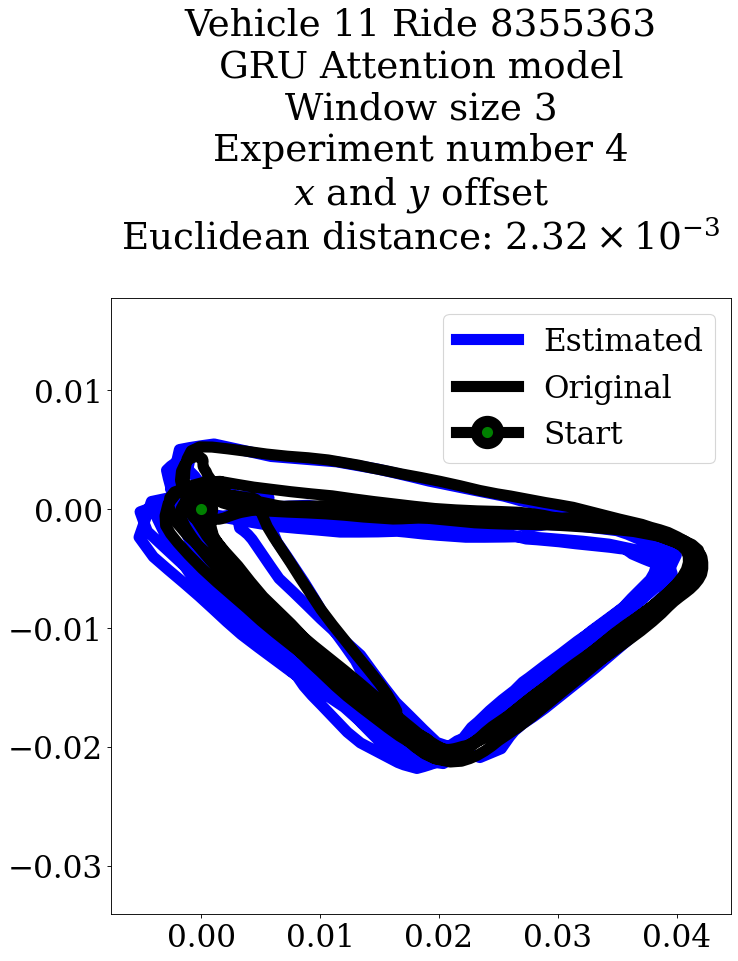 Vehicle 11 Ride 8355363
GRU Attention model
Window size 3
Experiment number 4
x and y offset
Euclidean distance: 2.32 × 10⁻³
Estimated
Original
Start
0.01
0.00
−0.01
−0.02
−0.03
0.00 0.01 0.02 0.03 0.04